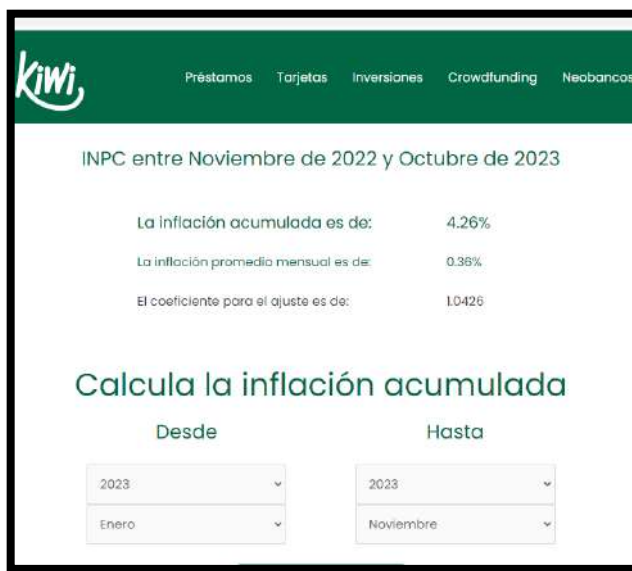 kiwi
Préstamos Tarjetas Inversiones Crowdfunding Neobancos
INPC entre Noviembre de 2022 y Octubre de 2023
La inflación acumulada es de: 4.26%
La inflación promedio mensual es de: 0.36%
El coeficiente para el ajuste es de: 1.0426
Calcula la inflación acumulada
Desde Hasta
2023 2023
Enero Noviembre